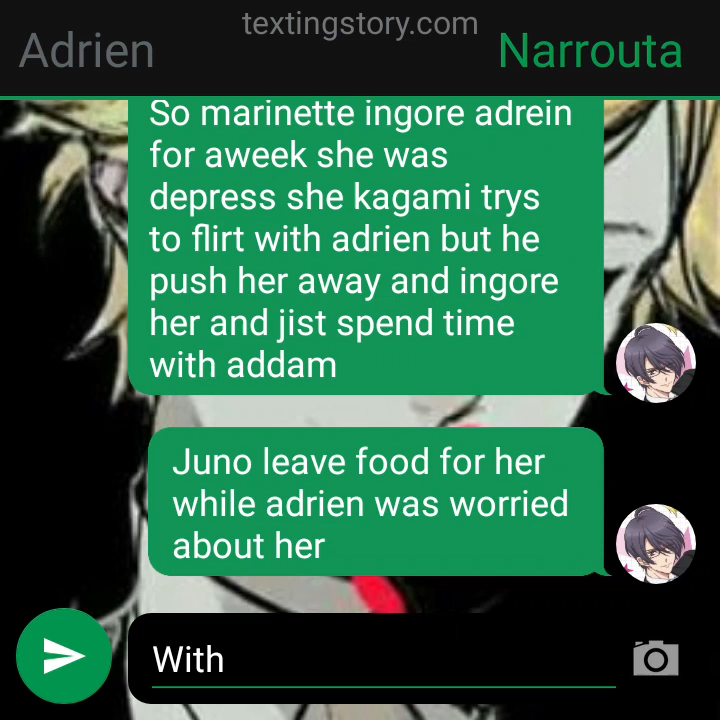 textingstory.com
Adrien
Narrouta
So marinette ingore adrein
for aweek she was
depress she kagami trys
to flirt with adrien but he
push her away and ingore
her and jist spend time
with addam
Juno leave food for her
while adrien was worried
about her
With